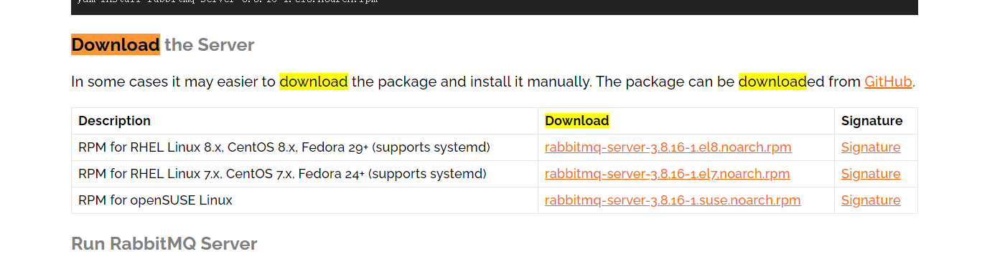 yum install rabbitmq-server-3.8.16-1.el8.noarch.rpm
Download the Server
In some cases it may easier to download the package and install it manually. The package can be downloaded from GitHub.
Description Download Signature
RPM for RHEL Linux 8.x, CentOS 8.x, Fedora 29+ (supports systemd) rabbitmq-server-3.8.16-1.el8.noarch.rpm Signature
RPM for RHEL Linux 7.x, CentOS 7.x, Fedora 24+ (supports systemd) rabbitmq-server-3.8.16-1.el7.noarch.rpm Signature
RPM for openSUSE Linux rabbitmq-server-3.8.16-1.suse.noarch.rpm Signature
Run RabbitMQ Server